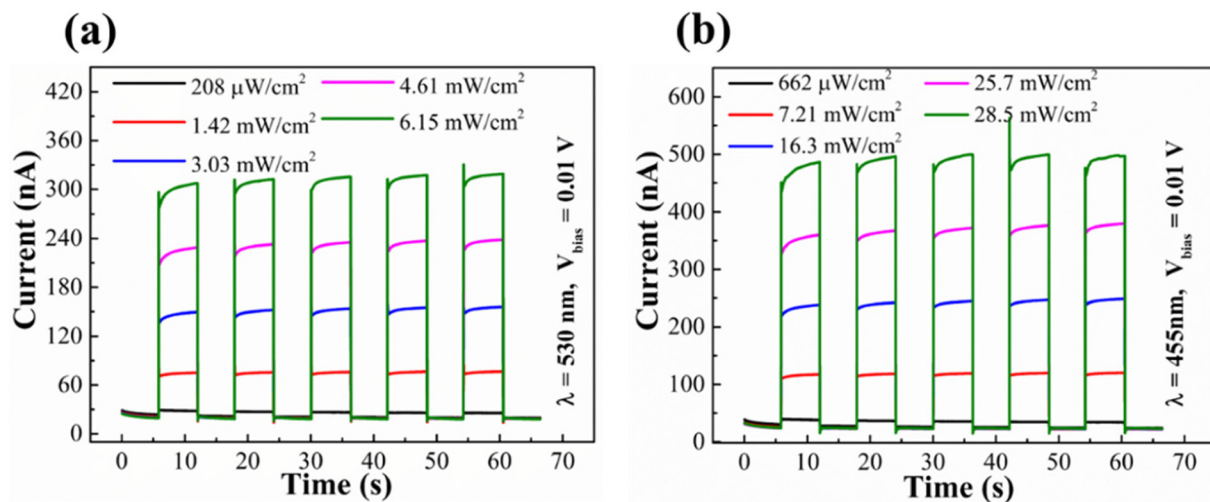 (a)
208 μW/cm²
1.42 mW/cm²
3.03 mW/cm²
4.61 mW/cm²
6.15 mW/cm²
420
360
300
240
180
120
60
0
Current (nA)
0 10 20 30 40 50 60 70
Time (s)
λ = 530 nm, V_bias = 0.01 V
(b)
662 μW/cm²
7.21 mW/cm²
16.3 mW/cm²
25.7 mW/cm²
28.5 mW/cm²
600
500
400
300
200
100
0
Current (nA)
0 10 20 30 40 50 60 70
Time (s)
λ = 455nm, V_bias = 0.01 V